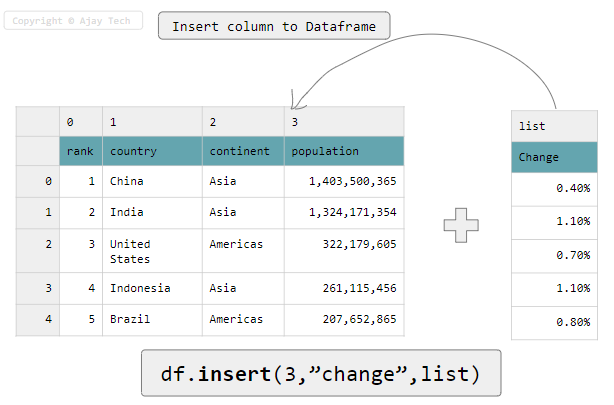 Copyright © Ajay Tech
Insert column to Dataframe
0 1 2 3
rank country continent population
0 1 China Asia 1,403,500,365
1 2 India Asia 1,324,171,354
2 3 United States Americas 322,179,605
3 4 Indonesia Asia 261,115,456
4 5 Brazil Americas 207,652,865
list
Change
0.40%
1.10%
0.70%
1.10%
0.80%
df.insert(3,”change”,list)